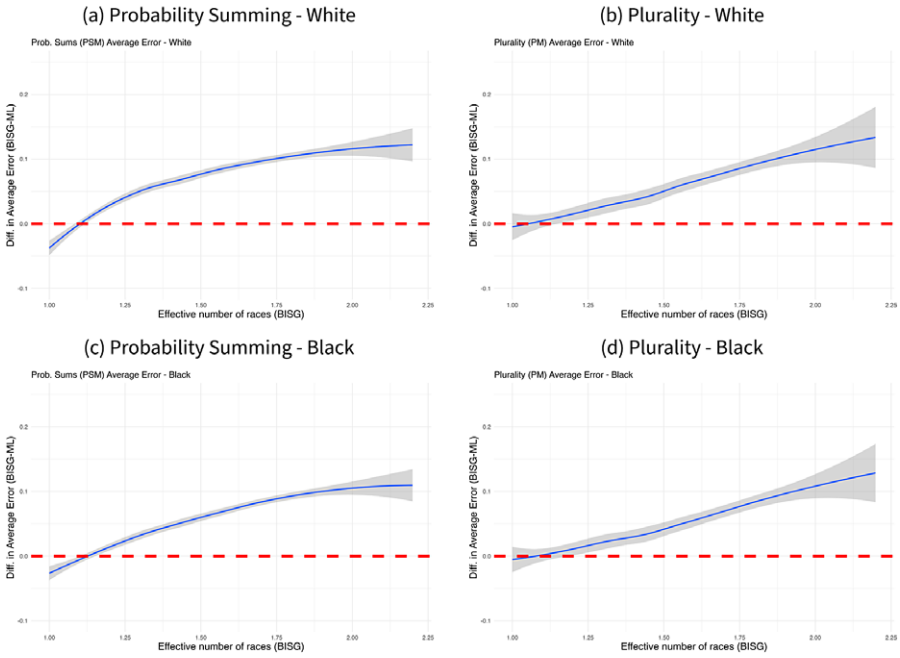 (a) Probability Summing - White
Prob. Sums (PSM) Average Error - White
Diff. in Average Error (BISG-ML)
0.2
0.1
0.0
-0.1
1.00 1.25 1.50 1.75 2.00 2.25
Effective number of races (BISG)
(b) Plurality - White
Plurality (PM) Average Error - White
Diff. in Average Error (BISG-ML)
0.2
0.1
0.0
-0.1
1.00 1.25 1.50 1.75 2.00 2.25
Effective number of races (BISG)
(c) Probability Summing - Black
Prob. Sums (PSM) Average Error - Black
Diff. in Average Error (BISG-ML)
0.2
0.1
0.0
-0.1
1.00 1.25 1.50 1.75 2.00 2.25
Effective number of races (BISG)
(d) Plurality - Black
Plurality (PM) Average Error - Black
Diff. in Average Error (BISG-ML)
0.2
0.1
0.0
-0.1
1.00 1.25 1.50 1.75 2.00 2.25
Effective number of races (BISG)